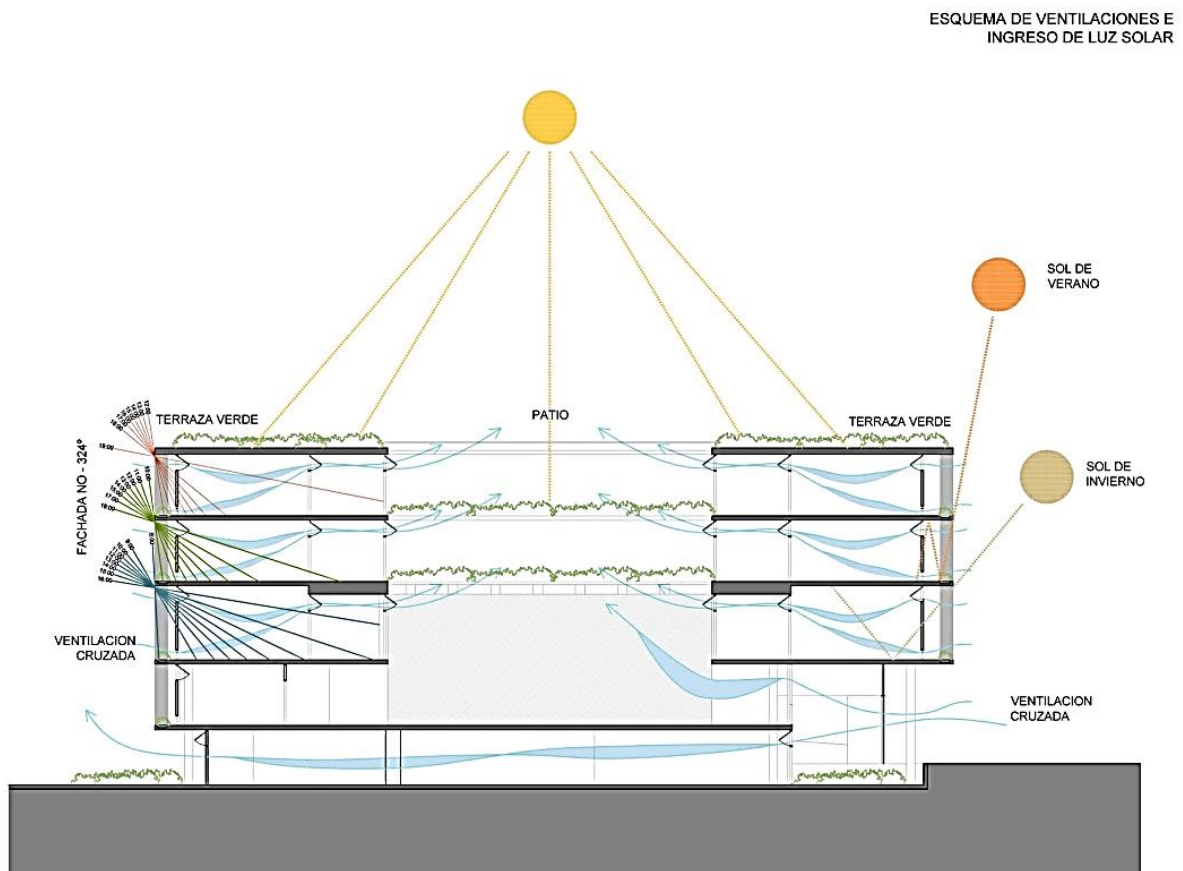 ESQUEMA DE VENTILACIONES E
INGRESO DE LUZ SOLAR
SOL DE
VERANO
TERRAZA VERDE
PATIO
TERRAZA VERDE
SOL DE
INVIERNO
FACHADA NO - 324º
VENTILACION
CRUZADA
VENTILACION
CRUZADA